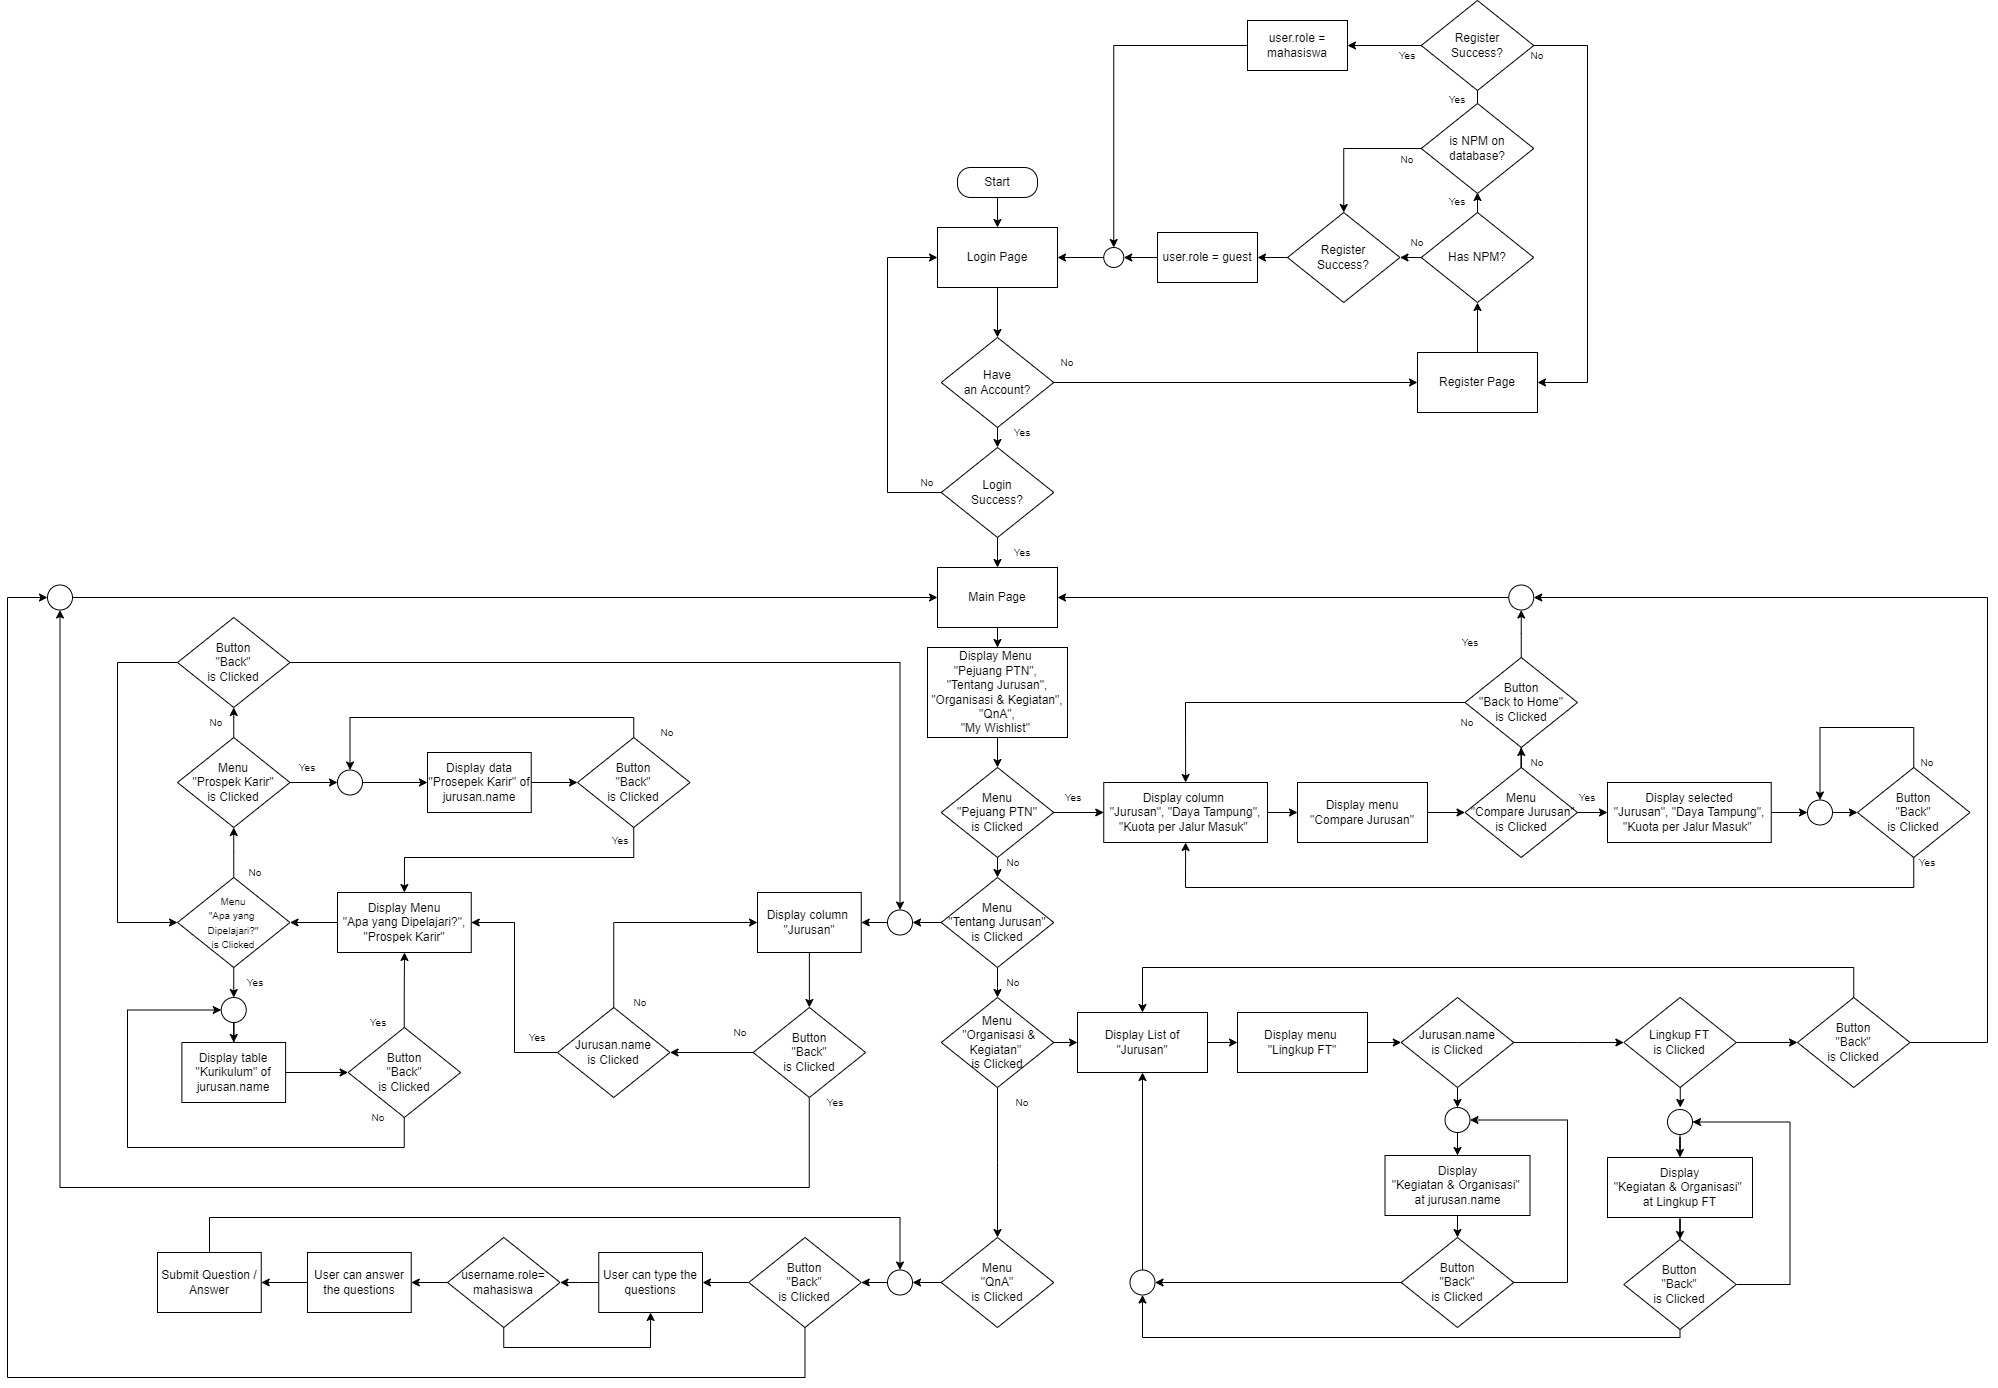 Register
Success?
user.role =
mahasiswa
Yes
No
Yes
is NPM on
database?
No
Start
Yes
Login Page
user.role = guest
Register
Success?
No
Has NPM?
Have
an Account?
No
Register Page
Yes
Login
Success?
No
Yes
Main Page
Display Menu
"Pejuang PTN",
"Tentang Jurusan",
"Organisasi & Kegiatan",
"QnA",
"My Wishlist"
Button
"Back"
is Clicked
No
Menu
"Prospek Karir"
is Clicked
Yes
Display data
"Prosepek Karir" of
jurusan.name
Button
"Back"
is Clicked
No
Yes
Menu
"Pejuang PTN"
is Clicked
Yes
No
Display column
"Jurusan", "Daya Tampung",
"Kuota per Jalur Masuk"
Display menu
"Compare Jurusan"
Yes
Button
"Back to Home"
is Clicked
No
No
Menu
"Compare Jurusan"
is Clicked
Yes
Display selected
"Jurusan", "Daya Tampung",
"Kuota per Jalur Masuk"
No
Button
"Back"
is Clicked
Yes
No
Menu
"Apa yang
Dipelajari?"
is Clicked
Yes
Display Menu
"Apa yang Dipelajari?",
"Prospek Karir"
Display column
"Jurusan"
Menu
"Tentang Jurusan"
is Clicked
No
Display table
"Kurikulum" of
jurusan.name
Yes
Button
"Back"
is Clicked
No
Yes
No
Jurusan.name
is Clicked
No
Button
"Back"
is Clicked
Yes
Menu
"Organisasi &
Kegiatan"
is Clicked
No
Display List of
"Jurusan"
Display menu
"Lingkup FT"
Jurusan.name
is Clicked
Lingkup FT
is Clicked
Button
"Back"
is Clicked
Display
"Kegiatan & Organisasi"
at jurusan.name
Display
"Kegiatan & Organisasi"
at Lingkup FT
Submit Question /
Answer
User can answer
the questions
username.role=
mahasiswa
User can type the
questions
Button
"Back"
is Clicked
Menu
"QnA"
is Clicked
Button
"Back"
is Clicked
Button
"Back"
is Clicked